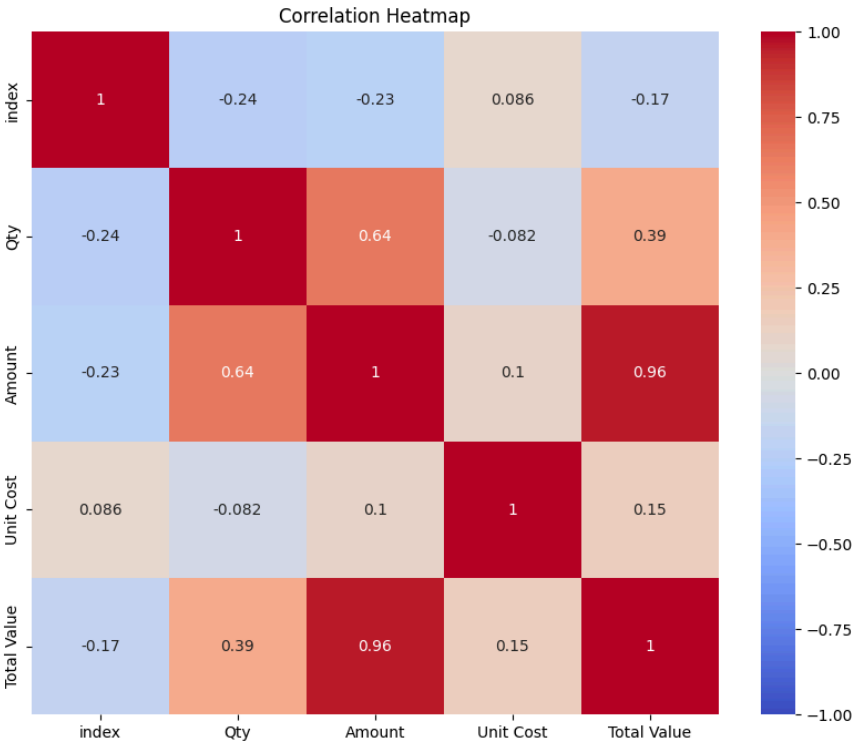 Correlation Heatmap
index 1 -0.24 -0.23 0.086 -0.17
Qty -0.24 1 0.64 -0.082 0.39
Amount -0.23 0.64 1 0.1 0.96
Unit Cost 0.086 -0.082 0.1 1 0.15
Total Value -0.17 0.39 0.96 0.15 1
index Qty Amount Unit Cost Total Value
1.00
0.75
0.50
0.25
0.00
−0.25
−0.50
−0.75
−1.00